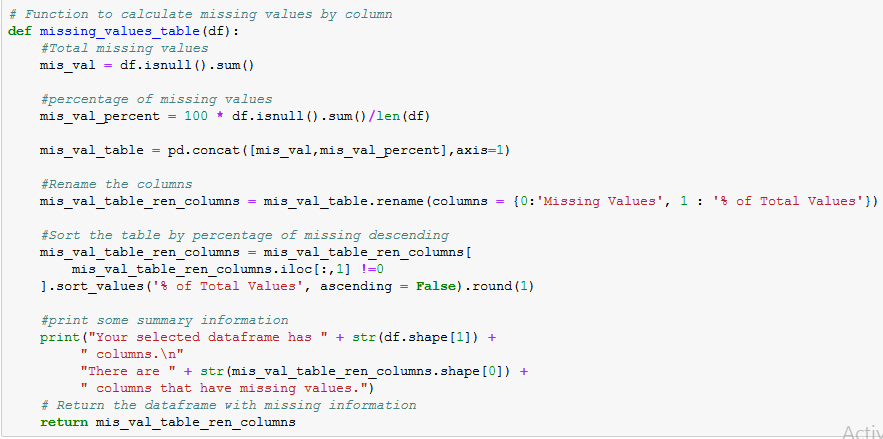 # Function to calculate missing values by column
def missing_values_table(df):
    #Total missing values
    mis_val = df.isnull().sum()
    #percentage of missing values
    mis_val_percent = 100 * df.isnull().sum()/len(df)
    mis_val_table = pd.concat([mis_val,mis_val_percent],axis=1)
    #Rename the columns
    mis_val_table_ren_columns = mis_val_table.rename(columns = {0:'Missing Values', 1 : '% of Total Values'})
    #Sort the table by percentage of missing descending
    mis_val_table_ren_columns = mis_val_table_ren_columns[
        mis_val_table_ren_columns.iloc[:,1] !=0
    ].sort_values('% of Total Values', ascending = False).round(1)
    #print some summary information
    print("Your selected dataframe has " + str(df.shape[1]) +
         " columns.\n"
         "There are " + str(mis_val_table_ren_columns.shape[0]) +
         " columns that have missing values.")
    # Return the dataframe with missing information
    return mis_val_table_ren_columns
Activ